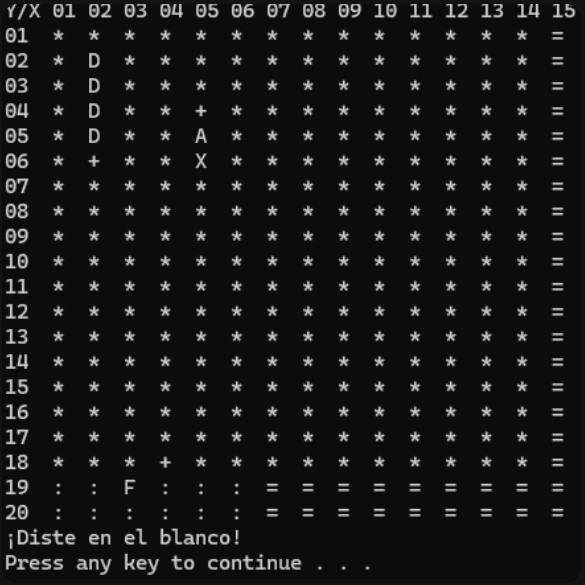 Y/X 01 02 03 04 05 06 07 08 09 10 11 12 13 14 15
01 * * * * * * * * * * * * * * =
02 * D * * * * * * * * * * * * =
03 * D * * * * * * * * * * * * =
04 * D * * + * * * * * * * * * =
05 * D * * A * * * * * * * * * =
06 * + * * X * * * * * * * * * =
07 * * * * * * * * * * * * * * =
08 * * * * * * * * * * * * * * =
09 * * * * * * * * * * * * * * =
10 * * * * * * * * * * * * * * =
11 * * * * * * * * * * * * * * =
12 * * * * * * * * * * * * * * =
13 * * * * * * * * * * * * * * =
14 * * * * * * * * * * * * * * =
15 * * * * * * * * * * * * * * =
16 * * * * * * * * * * * * * * =
17 * * * * * * * * * * * * * * =
18 * * * + * * * * * * * * * * =
19 : : F : : : = = = = = = = = =
20 : : : : : : = = = = = = = = =
¡Diste en el blanco!
Press any key to continue . . .